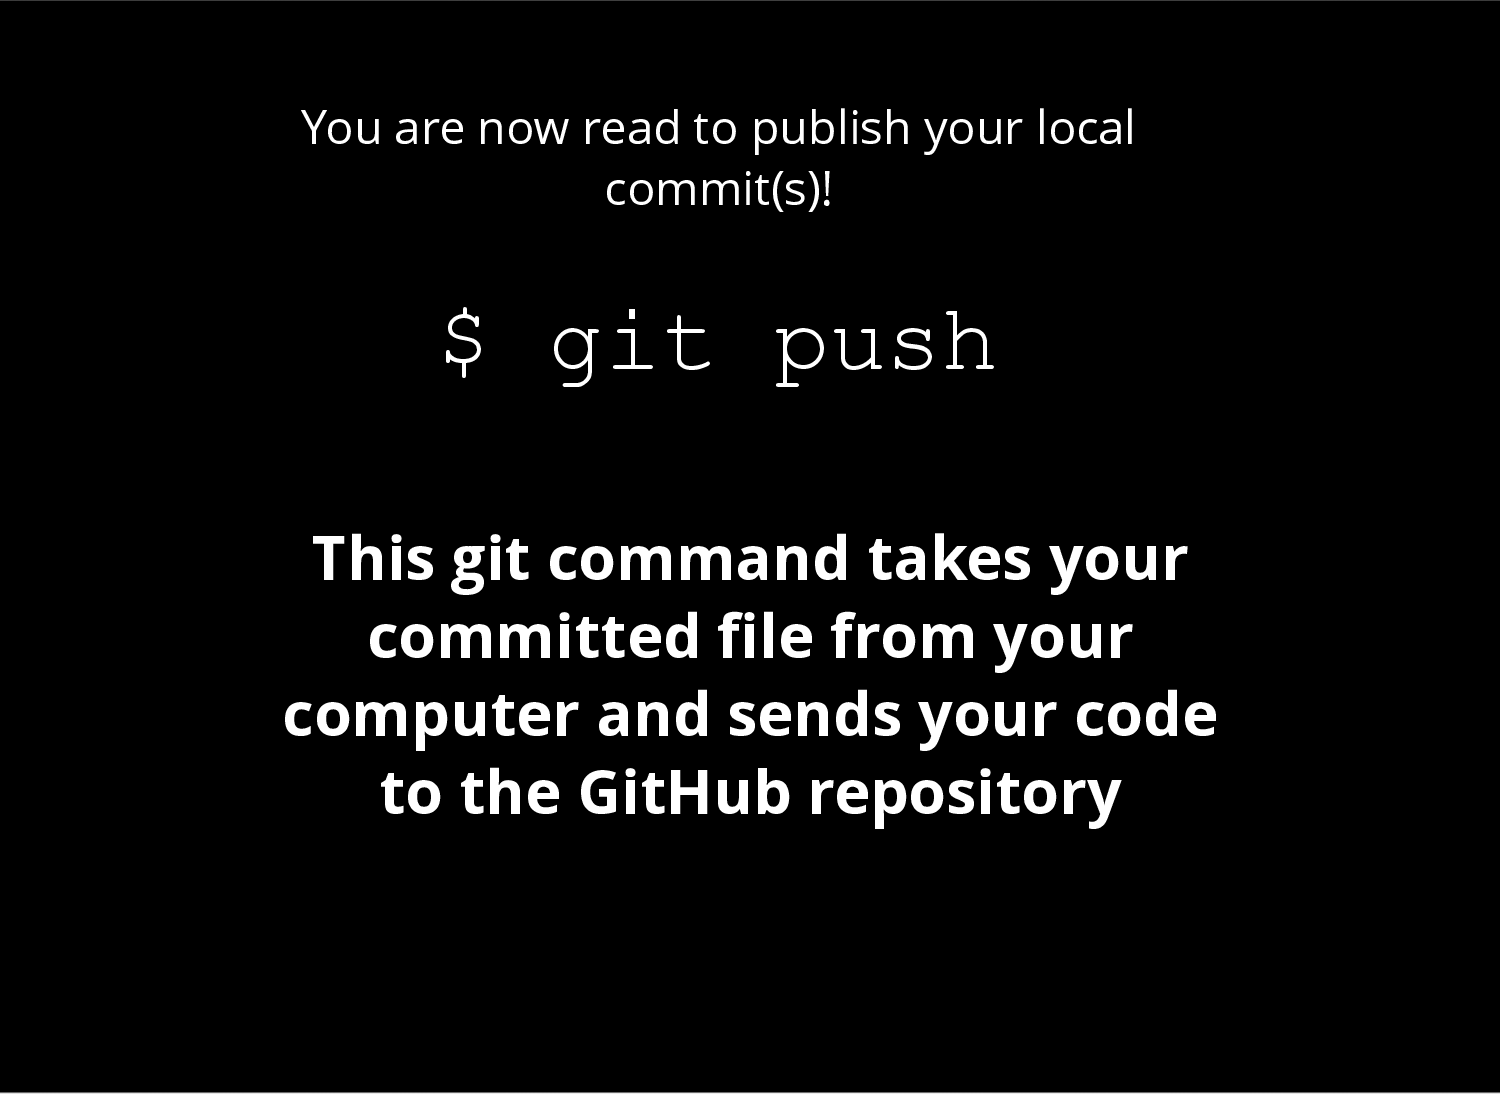 You are now read to publish your local
commit(s)!
$ git push
This git command takes your
committed file from your
computer and sends your code
to the GitHub repository